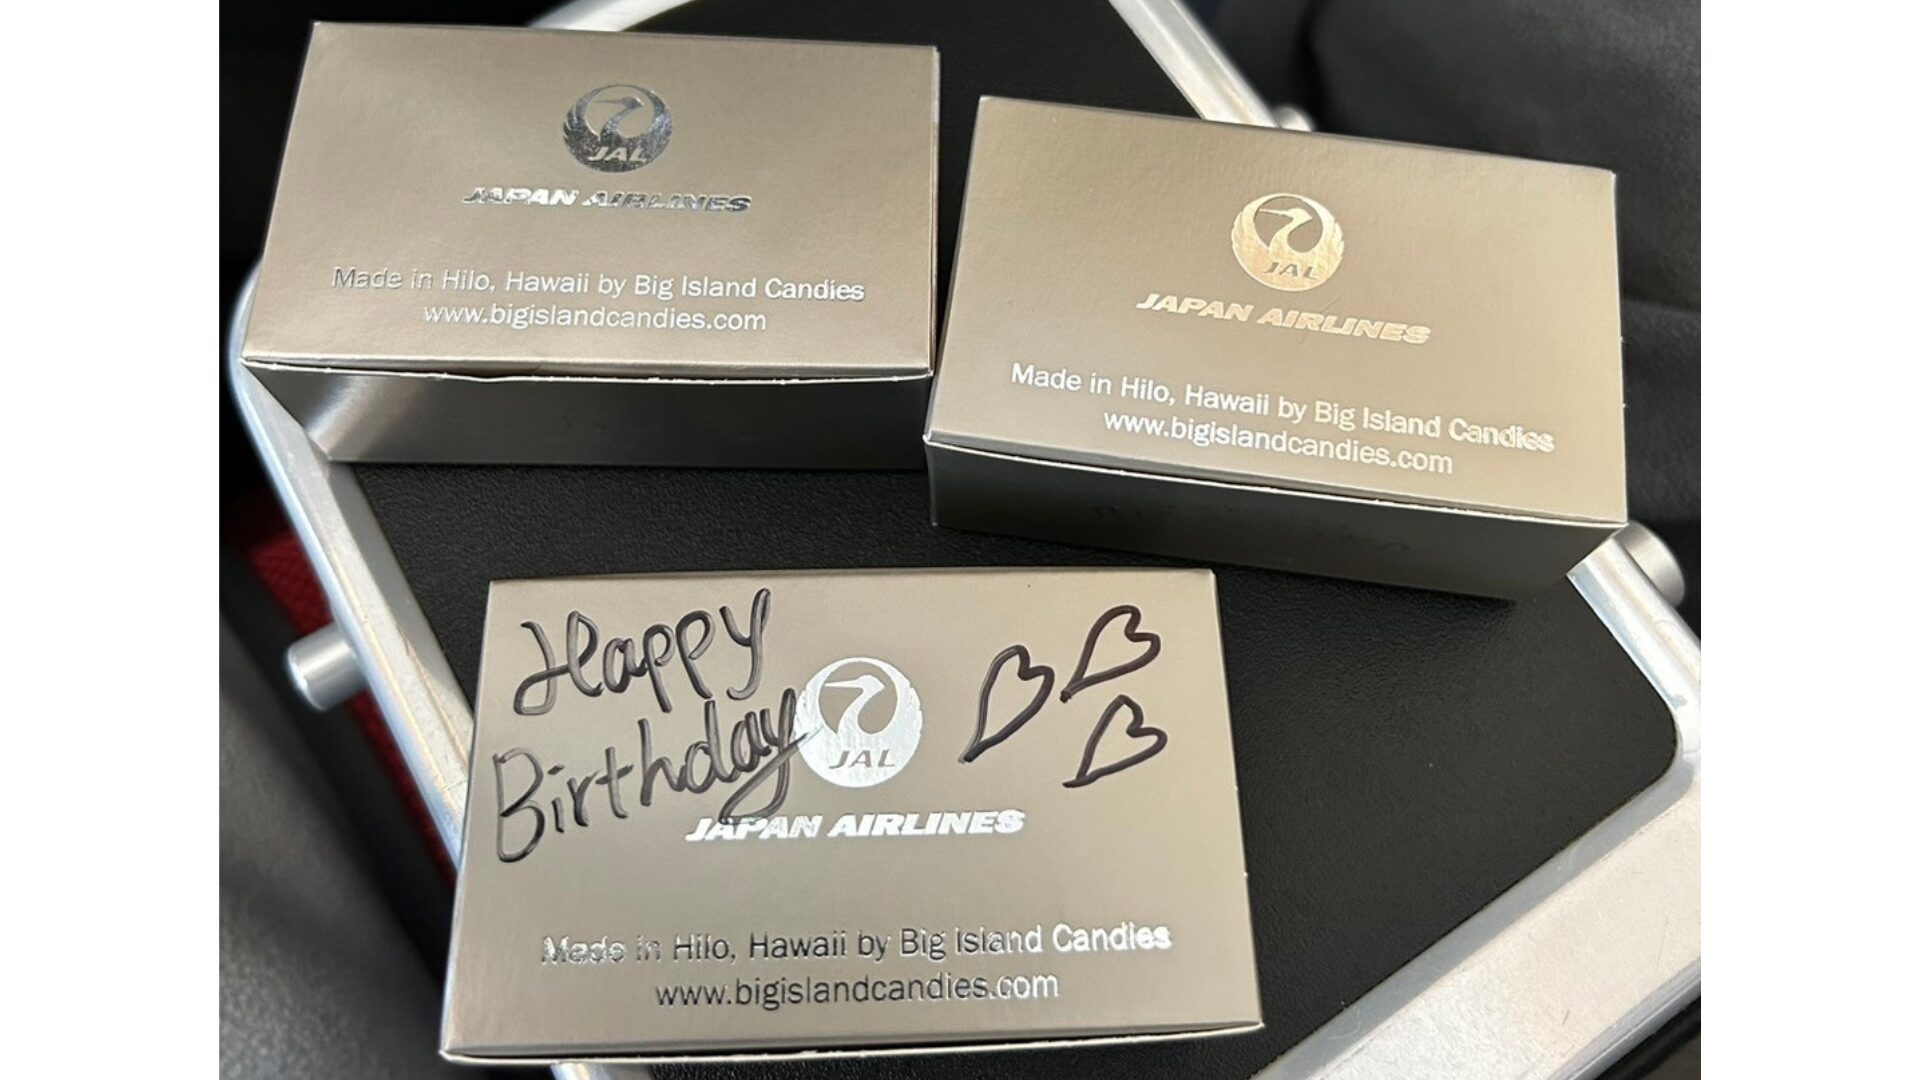 JAL
JAPAN AIRLINES
Made in Hilo, Hawaii by Big Island Candies
www.bigislandcandies.com
JAL
JAPAN AIRLINES
Made in Hilo, Hawaii by Big Island Candies
www.bigislandcandies.com
Happy
Birthday
JAL
JAPAN AIRLINES
Made in Hilo, Hawaii by Big Island Candies
www.bigislandcandies.com